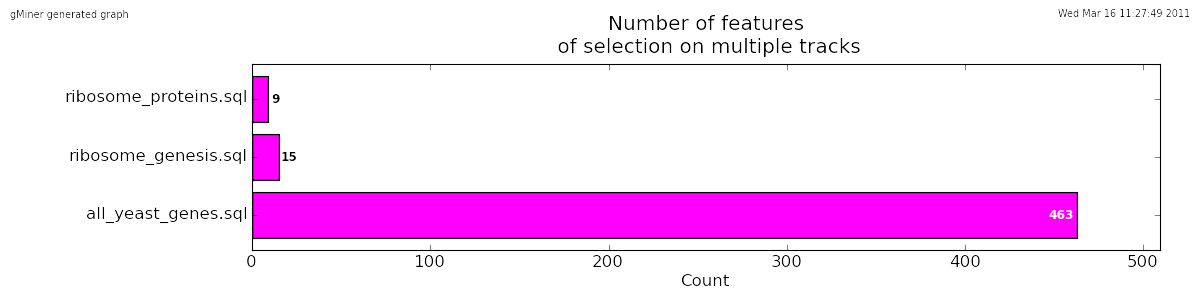 gMiner generated graph
Wed Mar 16 11:27:49 2011
Number of features
of selection on multiple tracks
ribosome_proteins.sql
9
ribosome_genesis.sql
15
all_yeast_genes.sql
463
0 100 200 300 400 500
Count